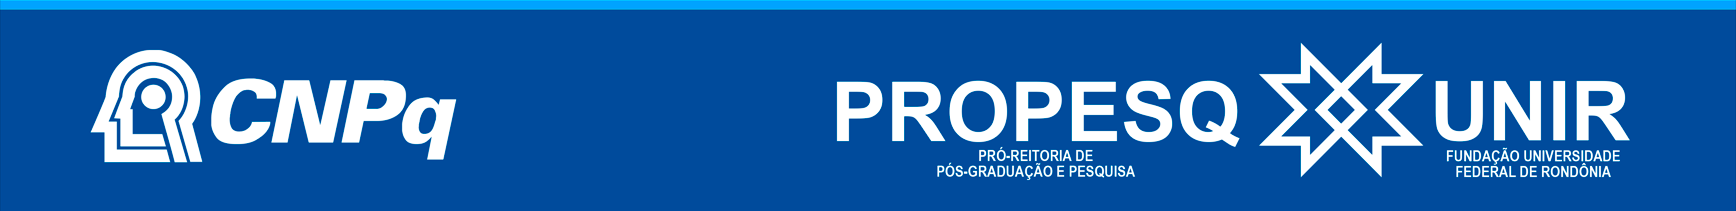 CNPq
PROPESQ
PRÓ-REITORIA DE
PÓS-GRADUAÇÃO E PESQUISA
UNIR
FUNDAÇÃO UNIVERSIDADE
FEDERAL DE RONDÔNIA